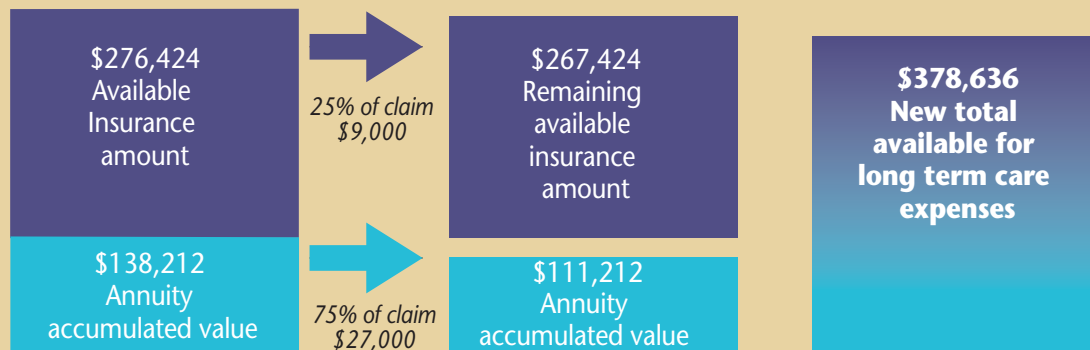 $276,424
Available
Insurance
amount
25% of claim
$9,000
$267,424
Remaining
available
insurance
amount
$378,636
New total
available for
long term care
expenses
$138,212
Annuity
accumulated value
75% of claim
$27,000
$111,212
Annuity
accumulated value